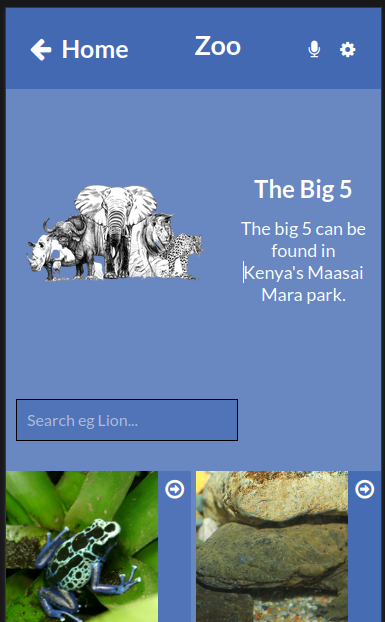 Home
Zoo
The Big 5
The big 5 can be
found in
Kenya's Maasai
Mara park.
Search eg Lion...